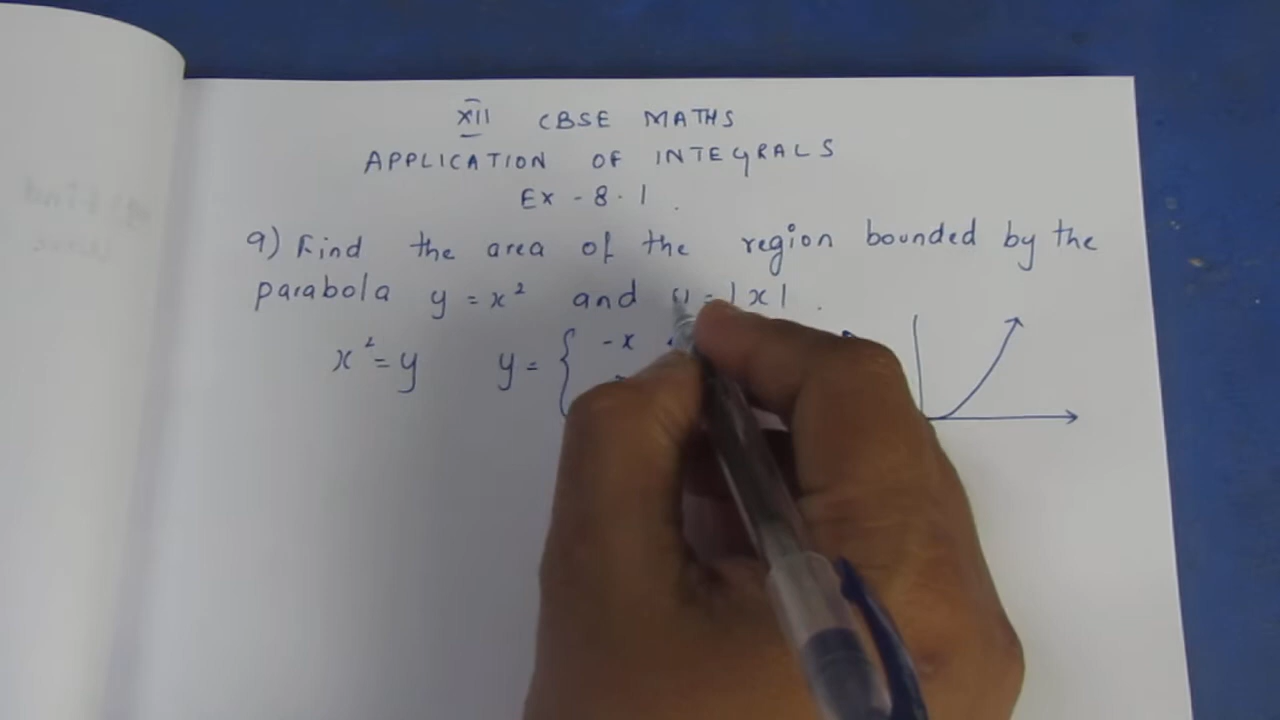 XII CBSE MATHS
APPLICATION OF INTEGRALS
Ex - 8.1.
9) Find the area of the region bounded by the
parabola y = x² and y = |x|.
x² = y y = { -x